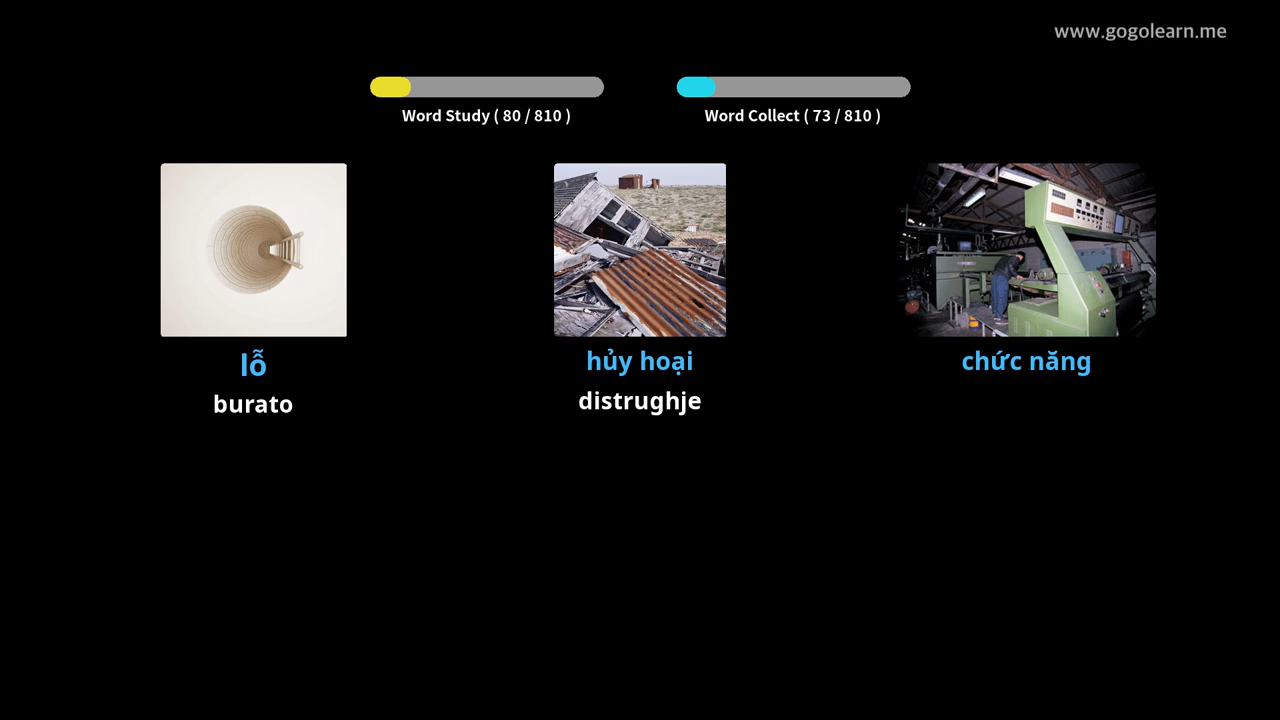 www.gogolearn.me
Word Study ( 80 / 810 )
Word Collect ( 73 / 810 )
lỗ
burato
hủy hoại
distrughje
chức năng